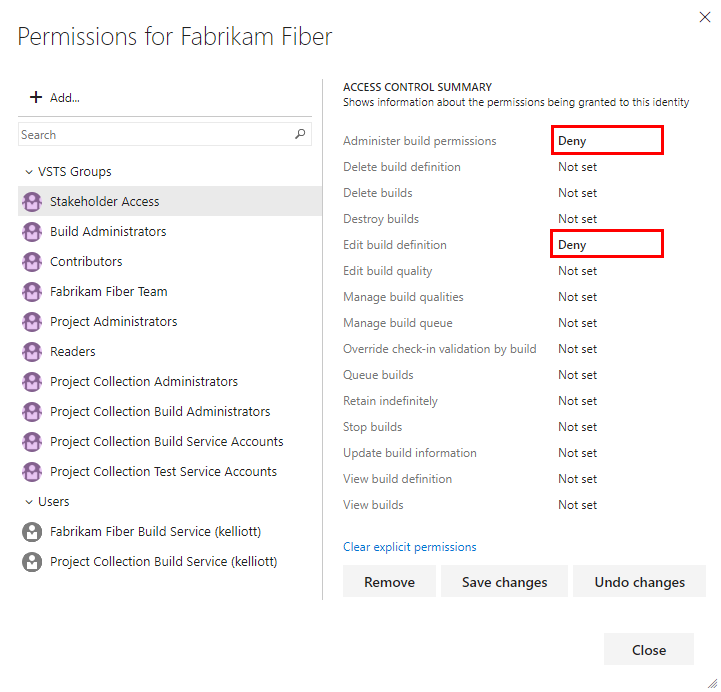 Permissions for Fabrikam Fiber
Add...
Search
VSTS Groups
Stakeholder Access
Build Administrators
Contributors
Fabrikam Fiber Team
Project Administrators
Readers
Project Collection Administrators
Project Collection Build Administrators
Project Collection Build Service Accounts
Project Collection Test Service Accounts
Users
Fabrikam Fiber Build Service (kelliott)
Project Collection Build Service (kelliott)
ACCESS CONTROL SUMMARY
Shows information about the permissions being granted to this identity
Administer build permissions Deny
Delete build definition Not set
Delete builds Not set
Destroy builds Not set
Edit build definition Deny
Edit build quality Not set
Manage build qualities Not set
Manage build queue Not set
Override check-in validation by build Not set
Queue builds Not set
Retain indefinitely Not set
Stop builds Not set
Update build information Not set
View build definition Not set
View builds Not set
Clear explicit permissions
Remove Save changes Undo changes
Close